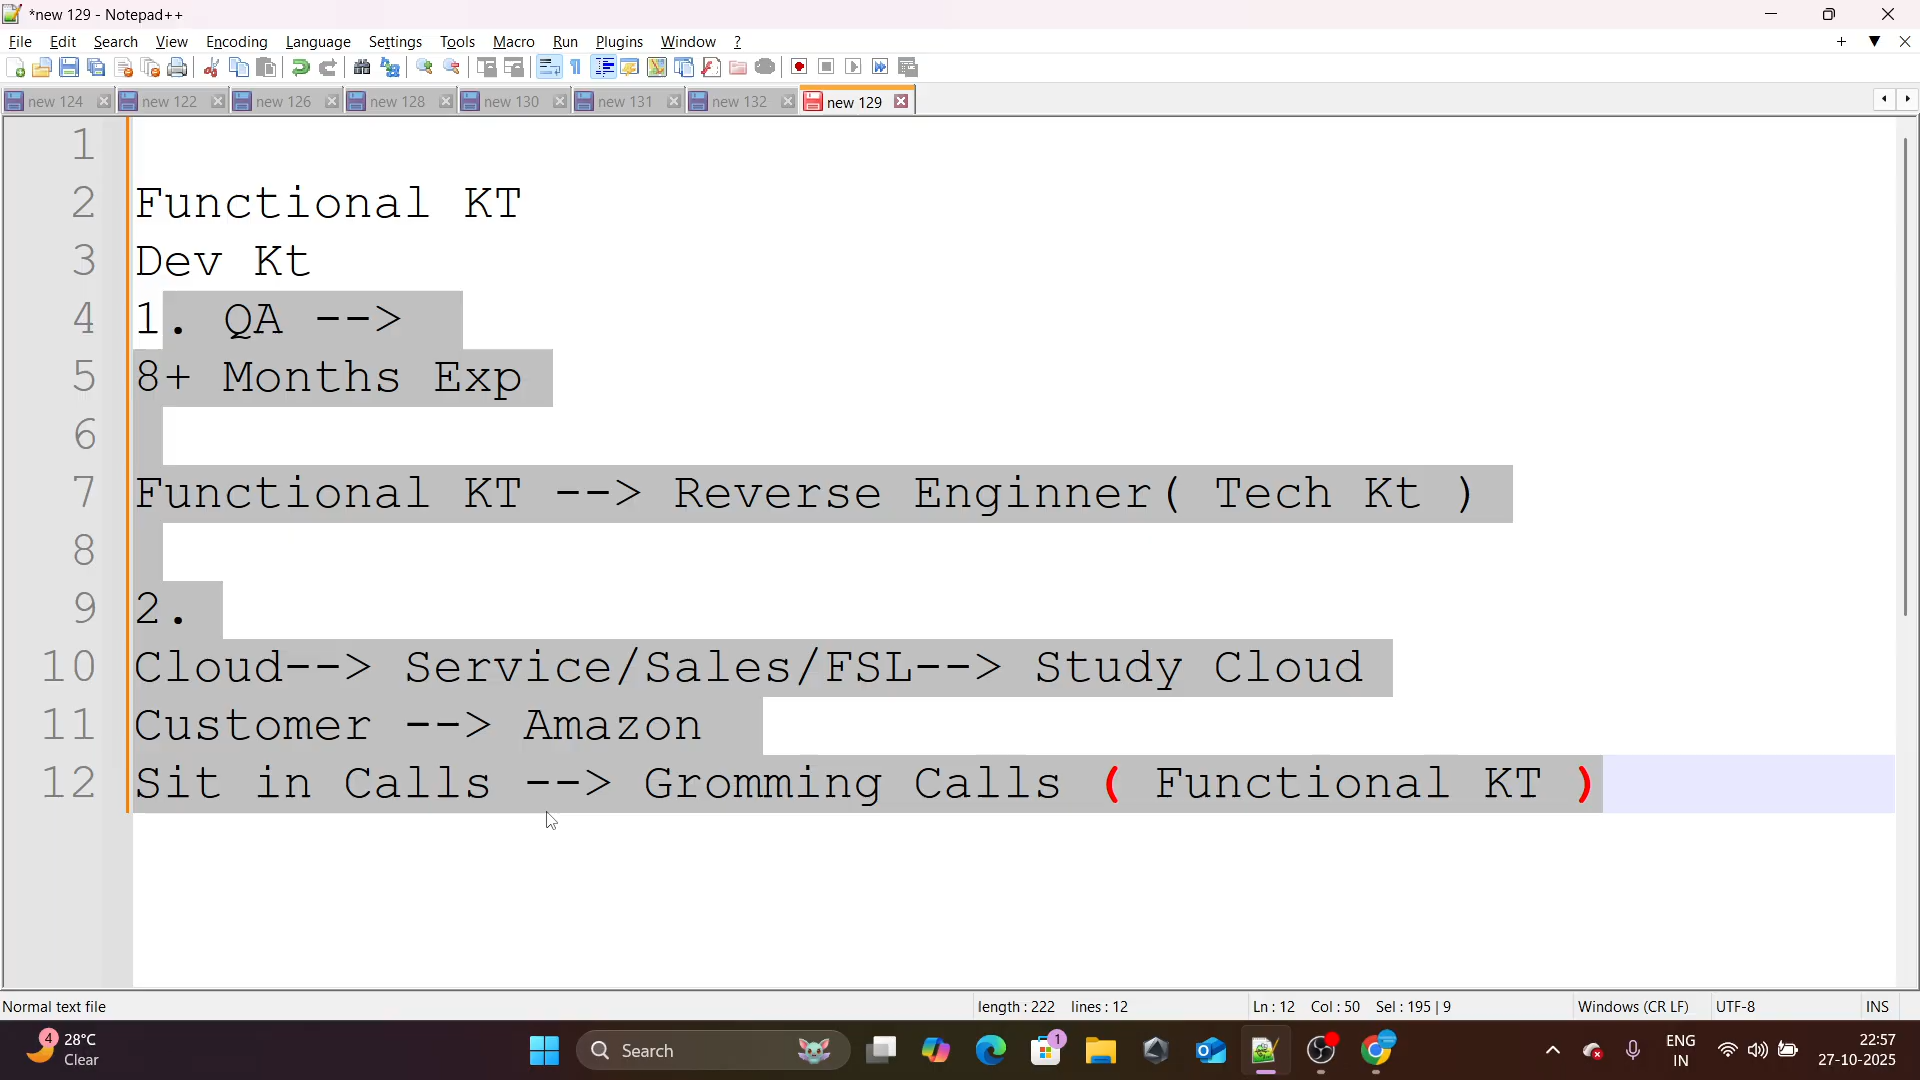 *new 129 - Notepad++
File Edit Search View Encoding Language Settings Tools Macro Run Plugins Window ?
new 124 new 122 new 126 new 128 new 130 new 131 new 132 new 129
1
2 Functional KT
3 Dev Kt
4 1. QA -->
5 8+ Months Exp
6
7 Functional KT --> Reverse Enginner( Tech Kt )
8
9 2.
10 Cloud--> Service/Sales/FSL--> Study Cloud
11 Customer --> Amazon
12 Sit in Calls --> Gromming Calls ( Functional KT )
Normal text file length : 222 lines : 12 Ln : 12 Col : 50 Sel : 195 | 9 Windows (CR LF) UTF-8 INS
4 28°C
Clear
Search
1
ENG
IN
22:57
27-10-2025